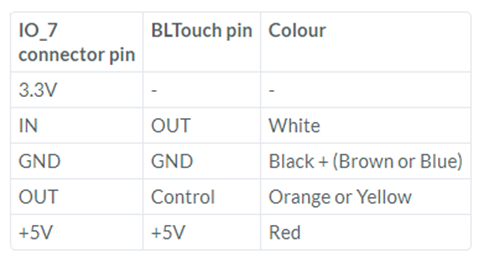 IO_7 connector pin BLTouch pin Colour
3.3V - -
IN OUT White
GND GND Black + (Brown or Blue)
OUT Control Orange or Yellow
+5V +5V Red